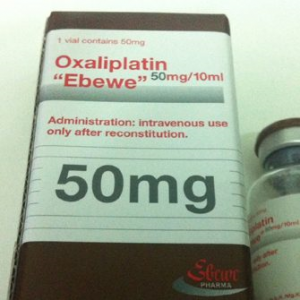 1 vial contains 50mg
Oxaliplatin
"Ebewe" 50mg/10ml
Administration: intravenous use
only after reconstitution.
50mg
Ebewe
PHARMA